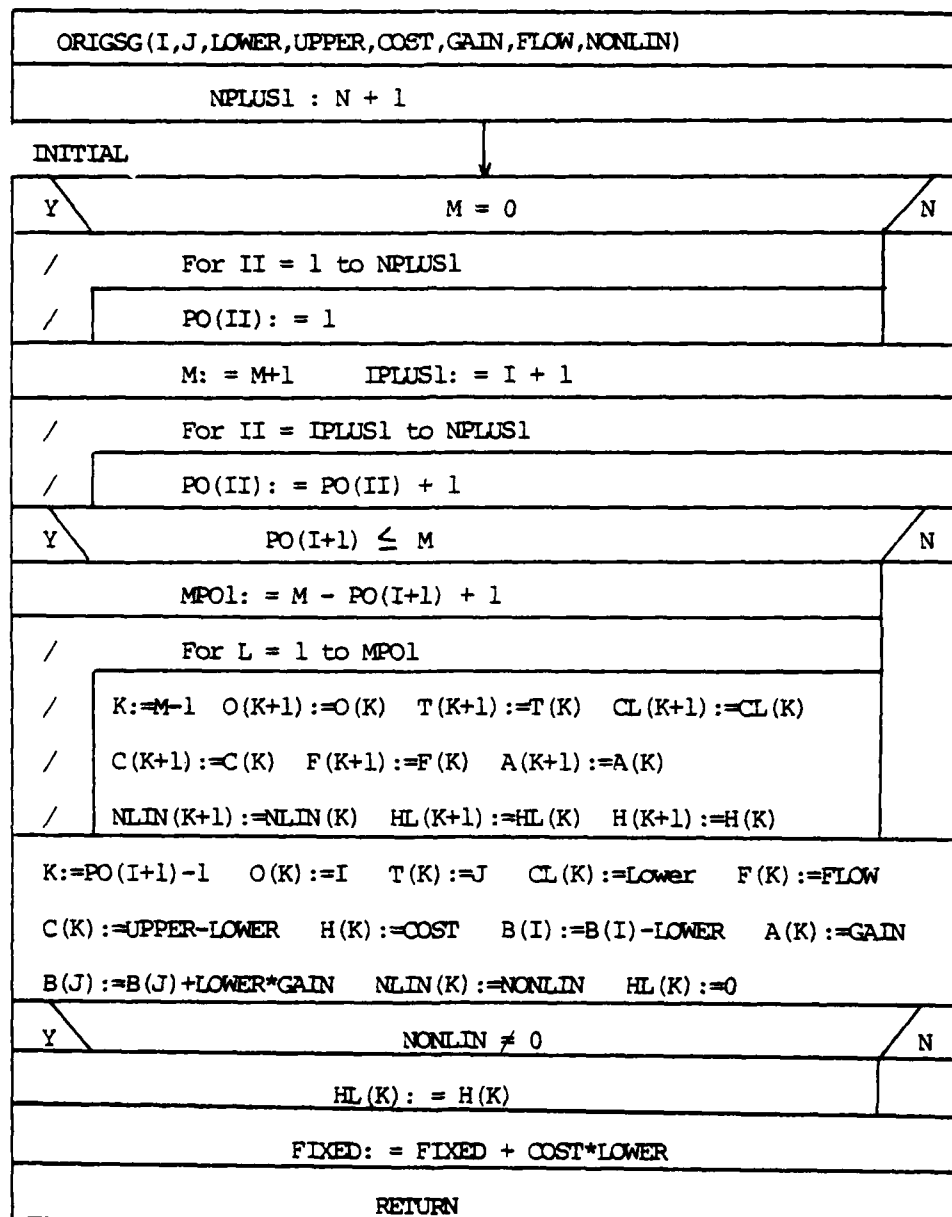 ORIGSG(I,J,LOWER,UPPER,COST,GAIN,FLOW,NONLIN)
NPLUS1 : N + 1
INITIAL
Y M = 0 N
/ For II = 1 to NPLUS1
/ PO(II): = 1
M: = M+1 IPLUS1: = I + 1
/ For II = IPLUS1 to NPLUS1
/ PO(II): = PO(II) + 1
Y PO(I+1) ≤ M N
MPO1: = M - PO(I+1) + 1
/ For L = 1 to MPO1
/ K:=M-1 O(K+1):=O(K) T(K+1):=T(K) CL(K+1):=CL(K)
/ C(K+1):=C(K) F(K+1):=F(K) A(K+1):=A(K)
/ NLIN(K+1):=NLIN(K) HL(K+1):=HL(K) H(K+1):=H(K)
K:=PO(I+1)-1 O(K):=I T(K):=J CL(K):=Lower F(K):=FLOW
C(K):=UPPER-LOWER H(K):=COST B(I):=B(I)-LOWER A(K):=GAIN
B(J):=B(J)+LOWER*GAIN NLIN(K):=NONLIN HL(K):=0
Y NONLIN ≠ 0 N
HL(K): = H(K)
FIXED: = FIXED + COST*LOWER
RETURN